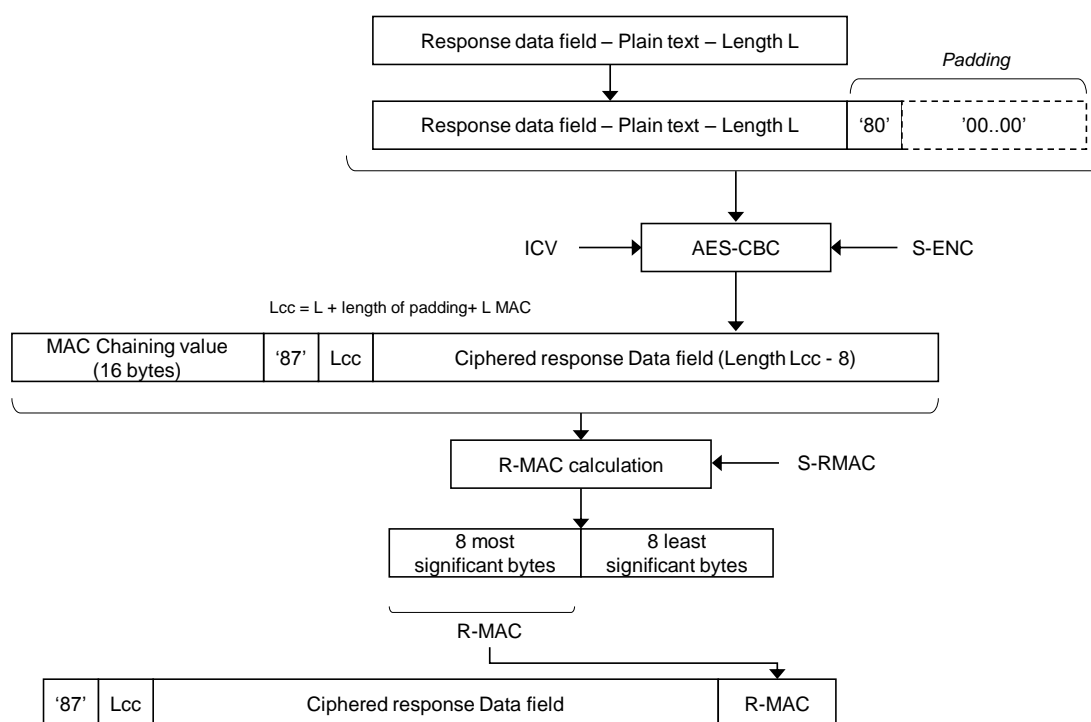 Response data field – Plain text – Length L
Padding
Response data field – Plain text – Length L
‘80’
’00..00’
ICV
AES-CBC
S-ENC
Lcc = L + length of padding+ L MAC
MAC Chaining value
(16 bytes)
‘87’
Lcc
Ciphered response Data field (Length Lcc - 8)
R-MAC calculation
S-RMAC
8 most
significant bytes
8 least
significant bytes
R-MAC
‘87’
Lcc
Ciphered response Data field
R-MAC